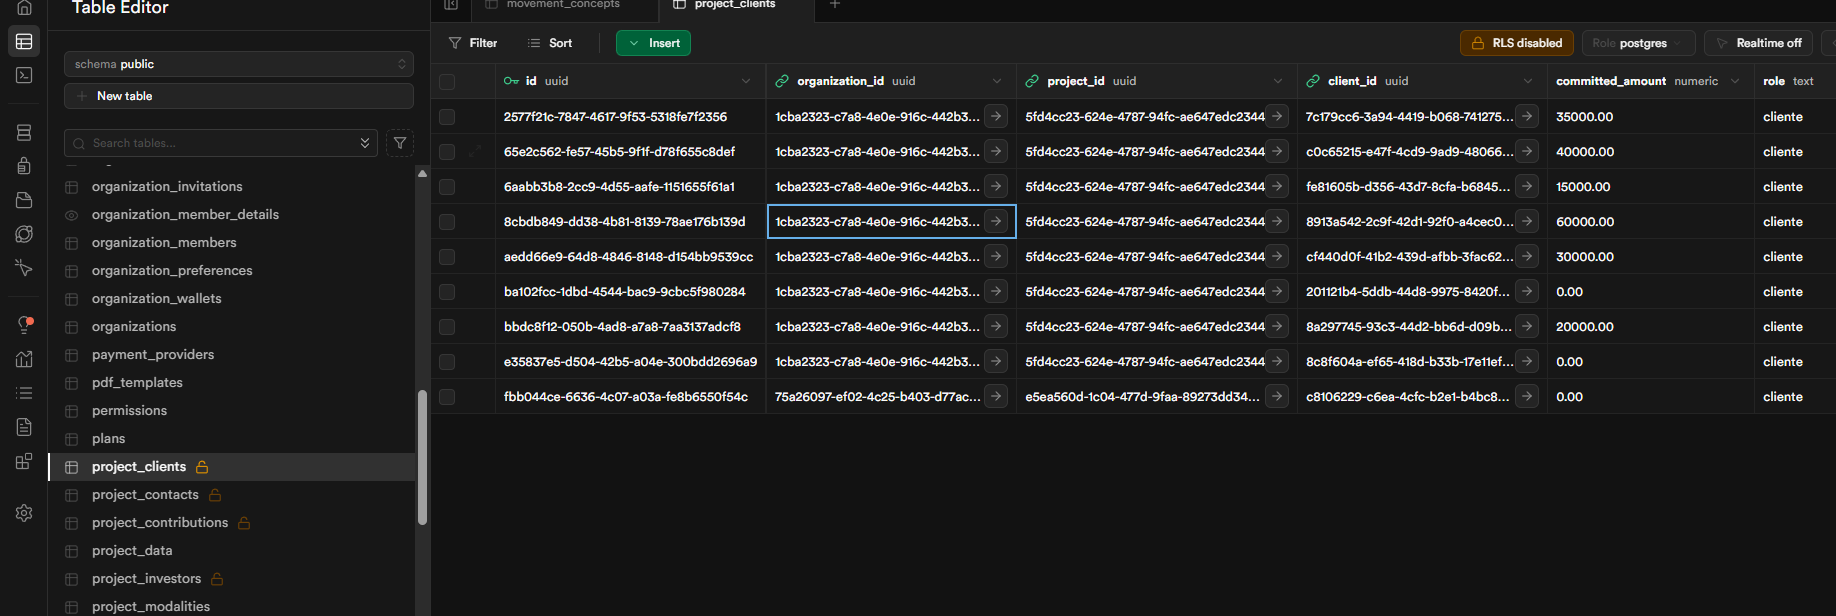 Table Editor
movement_concepts
project_clients
schema public
New table
Search tables...
organization_invitations
organization_member_details
organization_members
organization_preferences
organization_wallets
organizations
payment_providers
pdf_templates
permissions
plans
project_clients
project_contacts
project_contributions
project_data
project_investors
project_modalities
Filter Sort Insert RLS disabled Role postgres Realtime off
id uuid organization_id uuid project_id uuid client_id uuid committed_amount numeric role text
2577f21c-7847-4617-9f53-5318fe7f2356 1cba2323-c7a8-4e0e-916c-442b3... 5fd4cc23-624e-4787-94fc-ae647edc2344 7c179cc6-3a94-4419-b068-741275... 35000.00 cliente
65e2c562-fe57-45b5-9f1f-d78f655c8def 1cba2323-c7a8-4e0e-916c-442b3... 5fd4cc23-624e-4787-94fc-ae647edc2344 c0c65215-e47f-4cd9-9ad9-48066... 40000.00 cliente
6aabb3b8-2cc9-4d55-aafe-1151655f61a1 1cba2323-c7a8-4e0e-916c-442b3... 5fd4cc23-624e-4787-94fc-ae647edc2344 fe81605b-d356-43d7-8cfa-b6845... 15000.00 cliente
8cbdb849-dd38-4b81-8139-78ae176b139d 1cba2323-c7a8-4e0e-916c-442b3... 5fd4cc23-624e-4787-94fc-ae647edc2344 8913a542-2c9f-42d1-92f0-a4cec0... 60000.00 cliente
aedd66e9-64d8-4846-8148-d154bb9539cc 1cba2323-c7a8-4e0e-916c-442b3... 5fd4cc23-624e-4787-94fc-ae647edc2344 cf440d0f-41b2-439d-afbb-3fac62... 30000.00 cliente
ba102fcc-1dbd-4544-bac9-9cbc5f980284 1cba2323-c7a8-4e0e-916c-442b3... 5fd4cc23-624e-4787-94fc-ae647edc2344 201121b4-5ddb-44d8-9975-8420f... 0.00 cliente
bbdc8f12-050b-4ad8-a7a8-7aa3137adcf8 1cba2323-c7a8-4e0e-916c-442b3... 5fd4cc23-624e-4787-94fc-ae647edc2344 8a297745-93c3-44d2-bb6d-d09b... 20000.00 cliente
e35837e5-d504-42b5-a04e-300bdd2696a9 1cba2323-c7a8-4e0e-916c-442b3... 5fd4cc23-624e-4787-94fc-ae647edc2344 8c8f604a-ef65-418d-b33b-17e11ef... 0.00 cliente
fbb044ce-6636-4c07-a03a-fe8b6550f54c 75a26097-ef02-4c25-b403-d77ac... e5ea560d-1c04-477d-9faa-89273dd34... c8106229-c6ea-4cfc-b2e1-b4bc8... 0.00 cliente